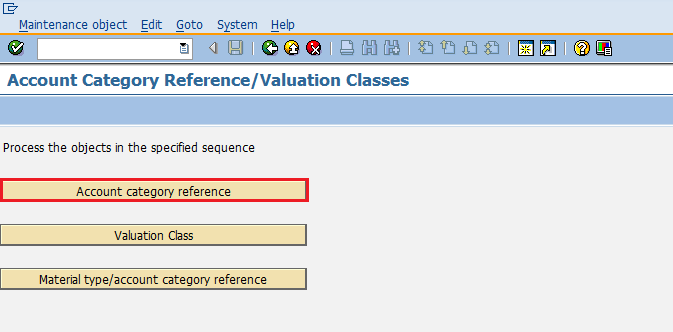 Maintenance object Edit Goto System Help
Account Category Reference/Valuation Classes
Process the objects in the specified sequence
Account category reference
Valuation Class
Material type/account category reference